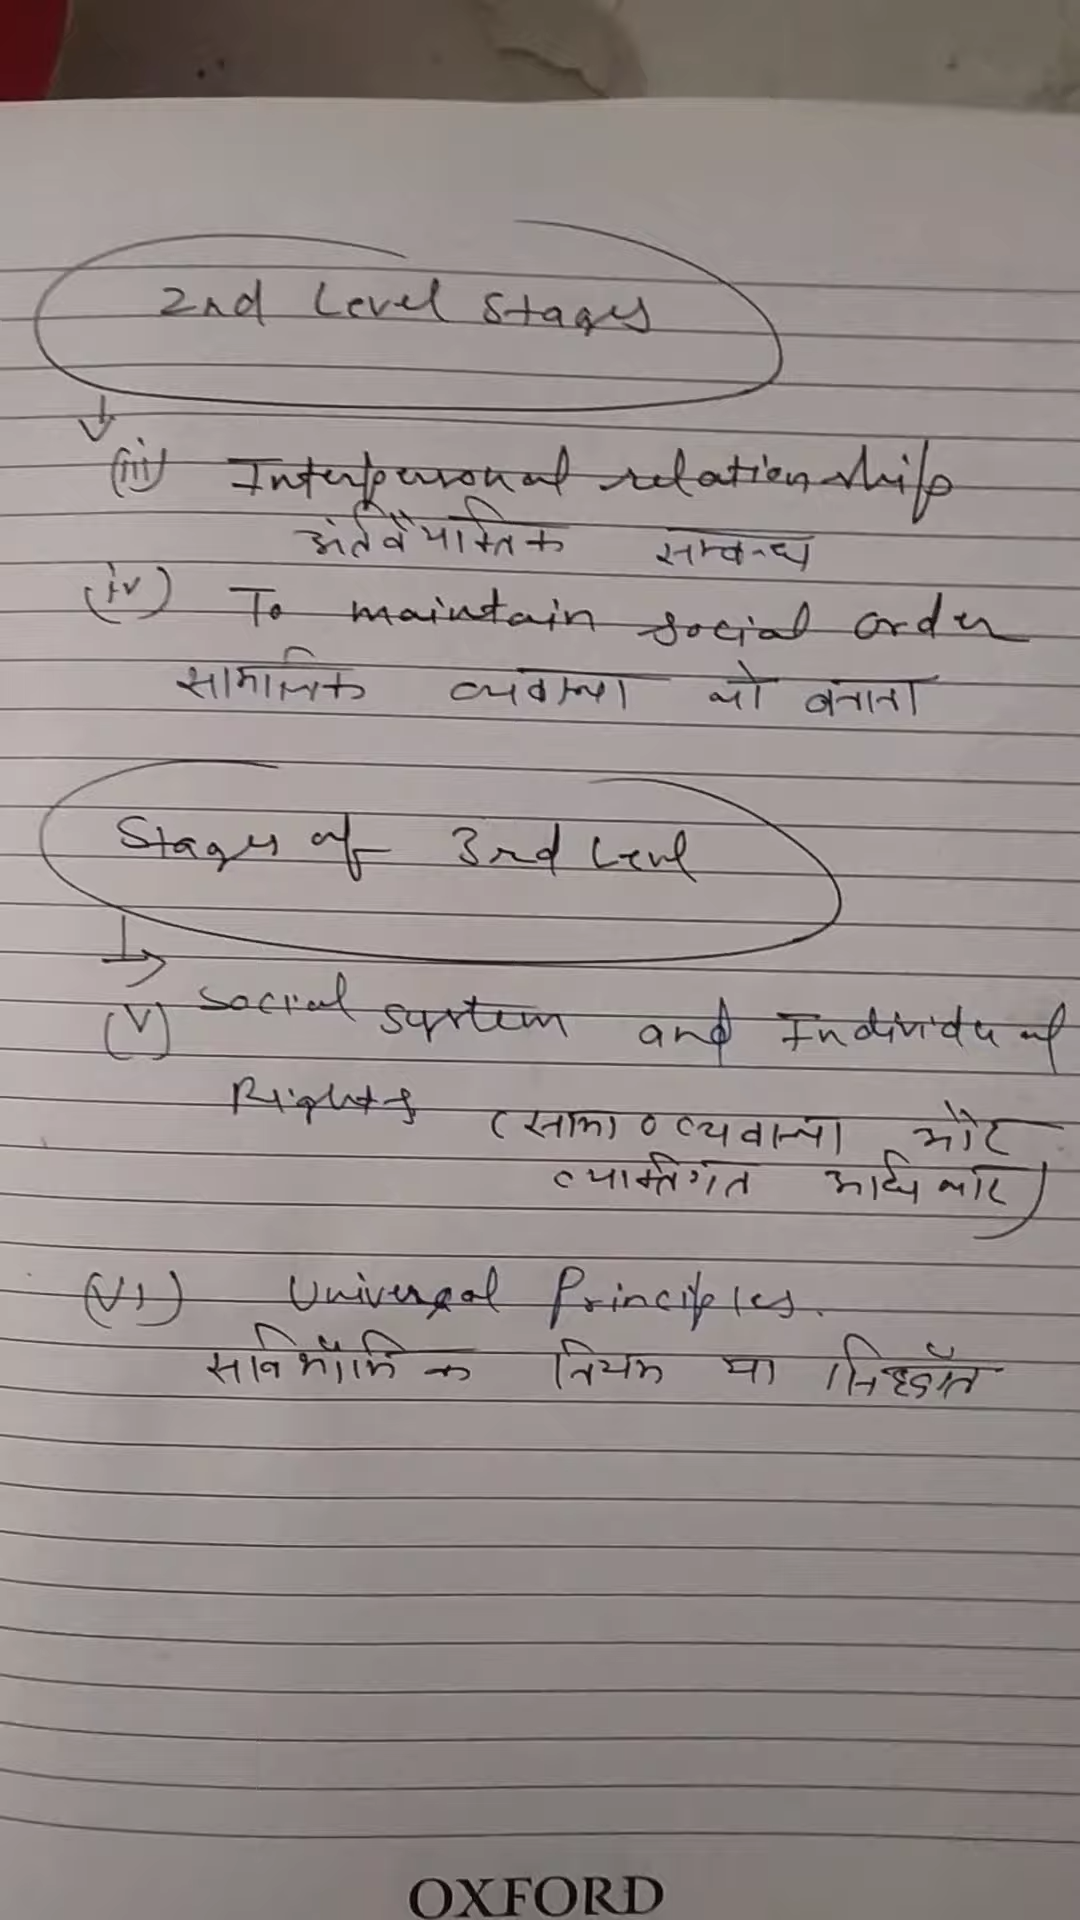 2nd Level Stages
(iii) Interpersonal relationship
अंर्तवैयक्तिक सम्बन्ध
(iv) To maintain social order
सामाजिक व्यवस्था को बनाना
Stages of 3rd Level
(V) Social system and Individual
Rights (सामा० व्यवस्था और
व्यक्तिगत अधिकार)
(VI) Universal Principles.
सार्वभौमिक नियम या सिद्धाँत
OXFORD